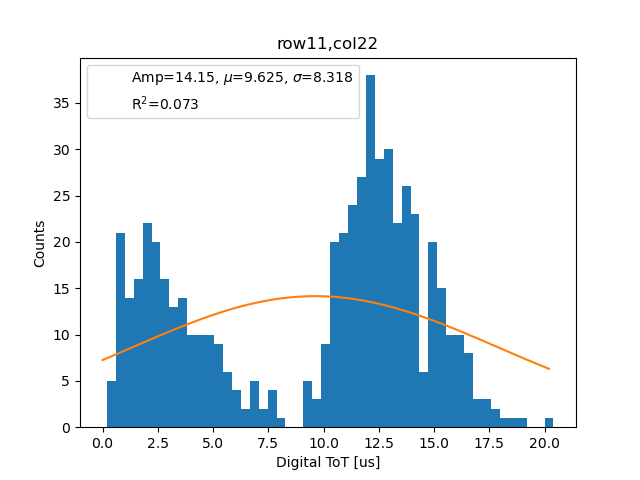 row11,col22
Amp=14.15, μ=9.625, σ=8.318
R²=0.073
Counts
35
30
25
20
15
10
5
0
0.0 2.5 5.0 7.5 10.0 12.5 15.0 17.5 20.0
Digital ToT [us]